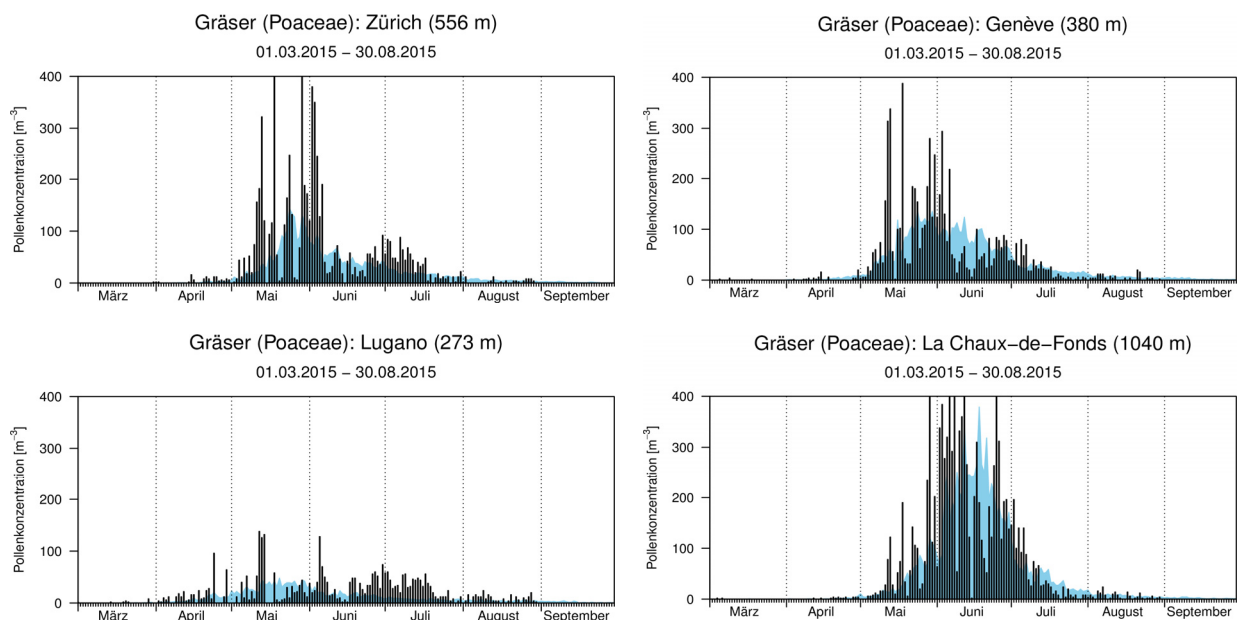 Gräser (Poaceae): Zürich (556 m)
01.03.2015 – 30.08.2015
Pollenkonzentration [m⁻³]
400
300
200
100
0
März April Mai Juni Juli August September
Gräser (Poaceae): Genève (380 m)
01.03.2015 – 30.08.2015
Pollenkonzentration [m⁻³]
400
300
200
100
0
März April Mai Juni Juli August September
Gräser (Poaceae): Lugano (273 m)
01.03.2015 – 30.08.2015
Pollenkonzentration [m⁻³]
400
300
200
100
0
März April Mai Juni Juli August September
Gräser (Poaceae): La Chaux–de–Fonds (1040 m)
01.03.2015 – 30.08.2015
Pollenkonzentration [m⁻³]
400
300
200
100
0
März April Mai Juni Juli August September